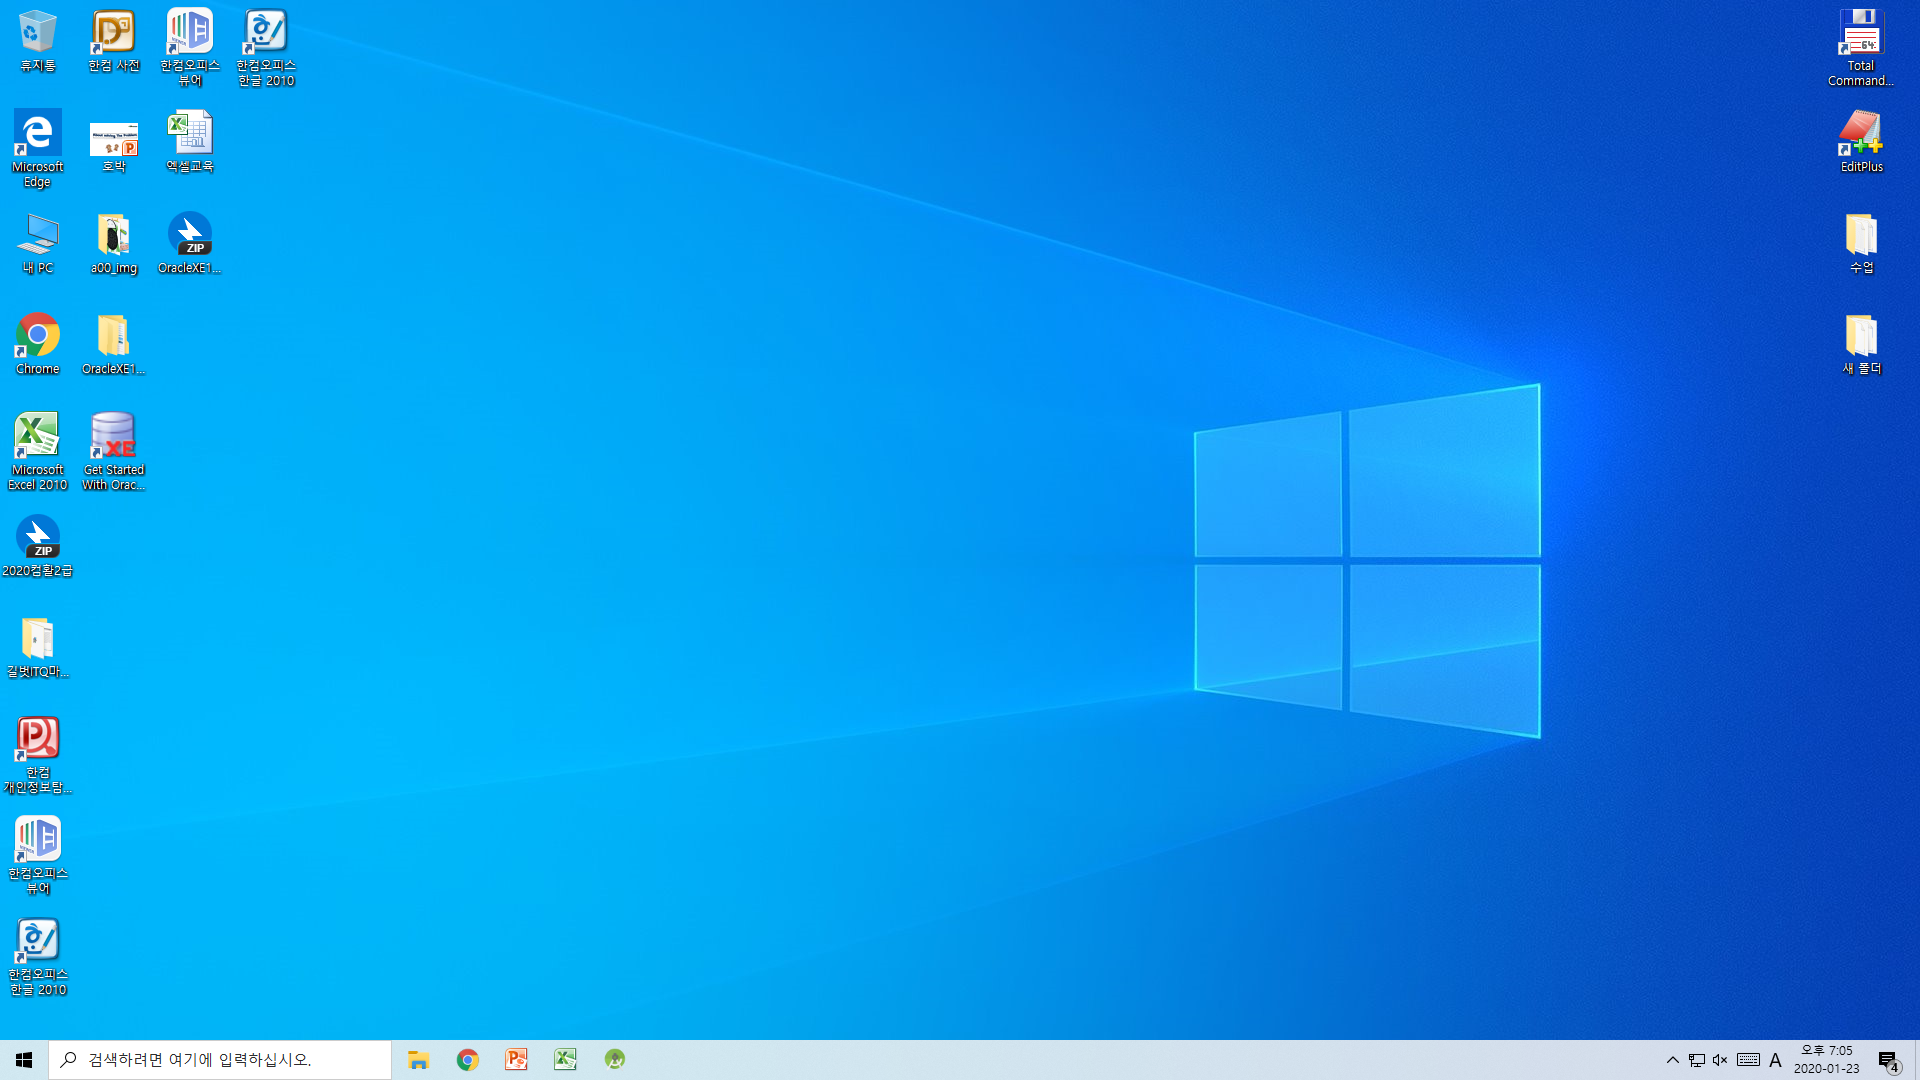 휴지통
한컴 사전
한컴오피스
뷰어
한컴오피스
한글 2010
Total
Command...
64
Microsoft
Edge
호박
엑셀교육
EditPlus
내 PC
a00_img
ZIP
OracleXE1...
수업
Chrome
OracleXE1...
새 폴더
Microsoft
Excel 2010
XE
Get Started
With Orac...
ZIP
2020컴활2급
길벗ITQ마...
한컴
개인정보탐...
한컴오피스
뷰어
한컴오피스
한글 2010
검색하려면 여기에 입력하십시오.
A
오후 7:05
2020-01-23
4